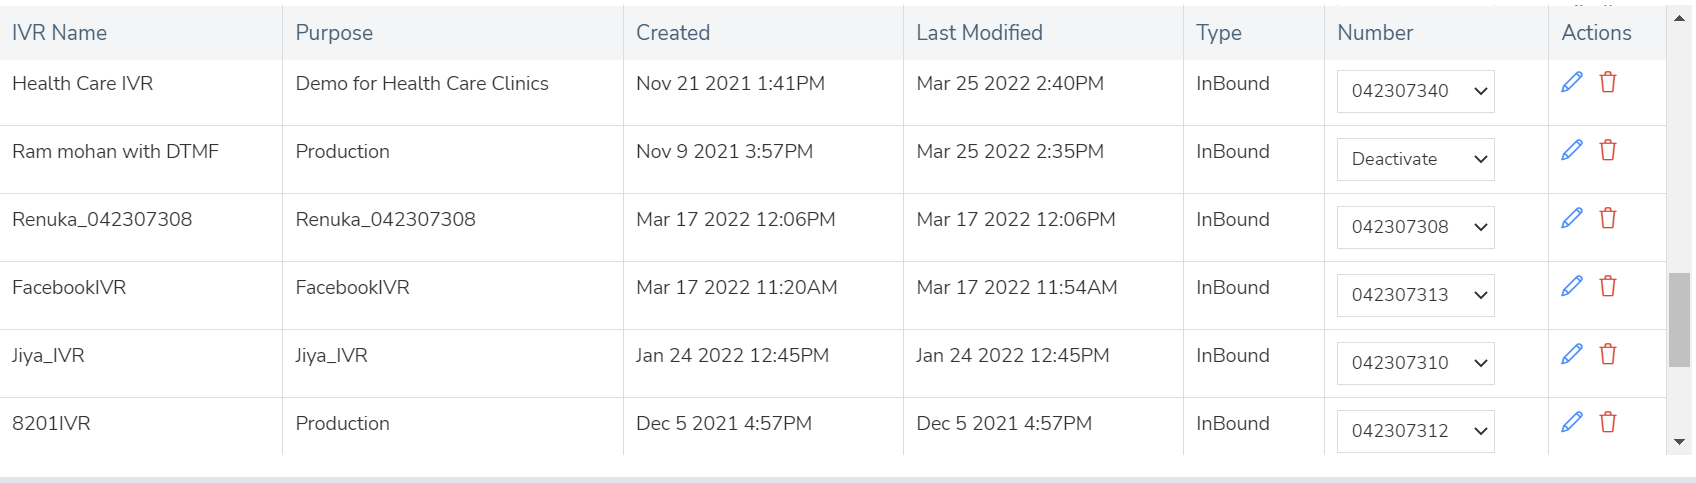 IVR Name Purpose Created Last Modified Type Number Actions
Health Care IVR Demo for Health Care Clinics Nov 21 2021 1:41PM Mar 25 2022 2:40PM InBound 042307340
Ram mohan with DTMF Production Nov 9 2021 3:57PM Mar 25 2022 2:35PM InBound Deactivate
Renuka_042307308 Renuka_042307308 Mar 17 2022 12:06PM Mar 17 2022 12:06PM InBound 042307308
FacebookIVR FacebookIVR Mar 17 2022 11:20AM Mar 17 2022 11:54AM InBound 042307313
Jiya_IVR Jiya_IVR Jan 24 2022 12:45PM Jan 24 2022 12:45PM InBound 042307310
8201IVR Production Dec 5 2021 4:57PM Dec 5 2021 4:57PM InBound 042307312